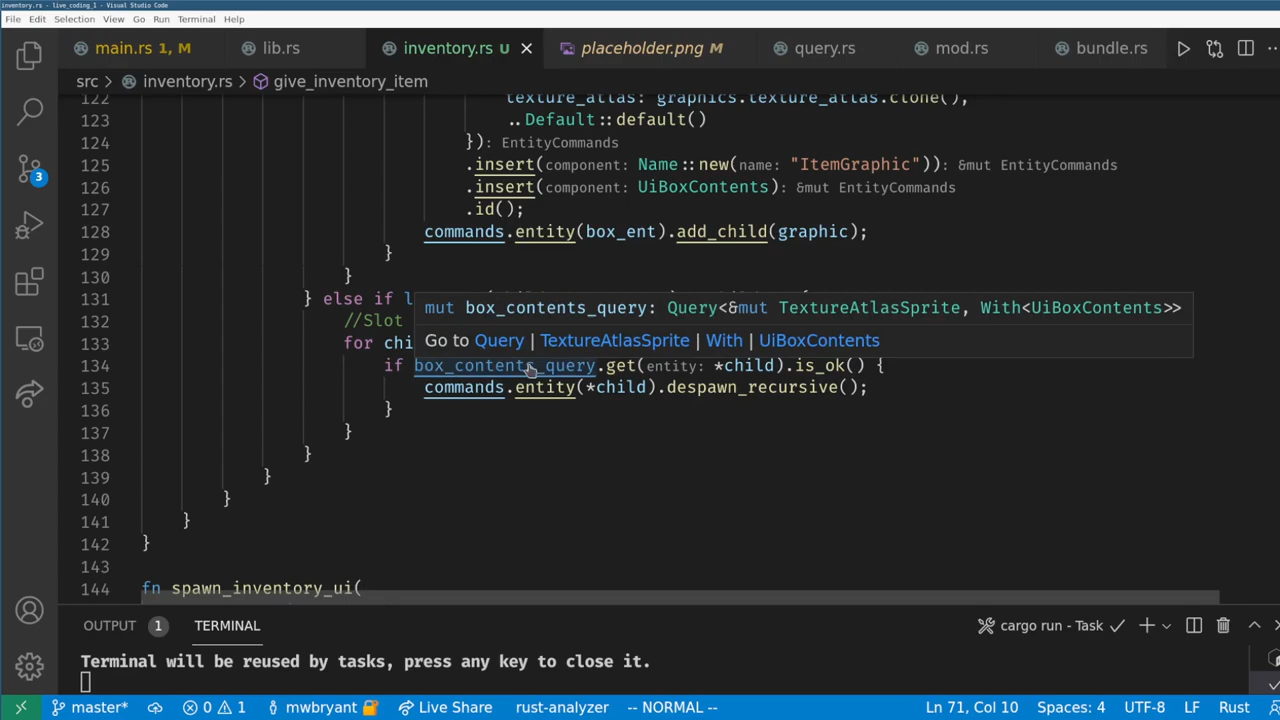 inventory.rs - live_coding_1 - Visual Studio Code
File Edit Selection View Go Run Terminal Help
main.rs 1, M lib.rs inventory.rs U placeholder.png M query.rs mod.rs bundle.rs
src > inventory.rs > give_inventory_item
122 texture_atlas: graphics.texture_atlas.clone(),
123 ..Default::default()
124 }): EntityCommands
125 .insert(component: Name::new(name: "ItemGraphic")): &mut EntityCommands
126 .insert(component: UiBoxContents): &mut EntityCommands
127 .id();
128 commands.entity(box_ent).add_child(graphic);
129 }
130 }
131 } else if l
mut box_contents_query: Query<&mut TextureAtlasSprite, With<UiBoxContents>>
132 //Slot
Go to Query | TextureAtlasSprite | With | UiBoxContents
133 for chi
134 if box_contents_query.get(entity: *child).is_ok() {
135 commands.entity(*child).despawn_recursive();
136 }
137 }
138 }
139 }
140 }
141 }
142 }
143
144 fn spawn_inventory_ui(
OUTPUT 1 TERMINAL cargo run - Task
Terminal will be reused by tasks, press any key to close it.
3
master* 0 1 mwbryant Live Share rust-analyzer -- NORMAL -- Ln 71, Col 10 Spaces: 4 UTF-8 LF Rust